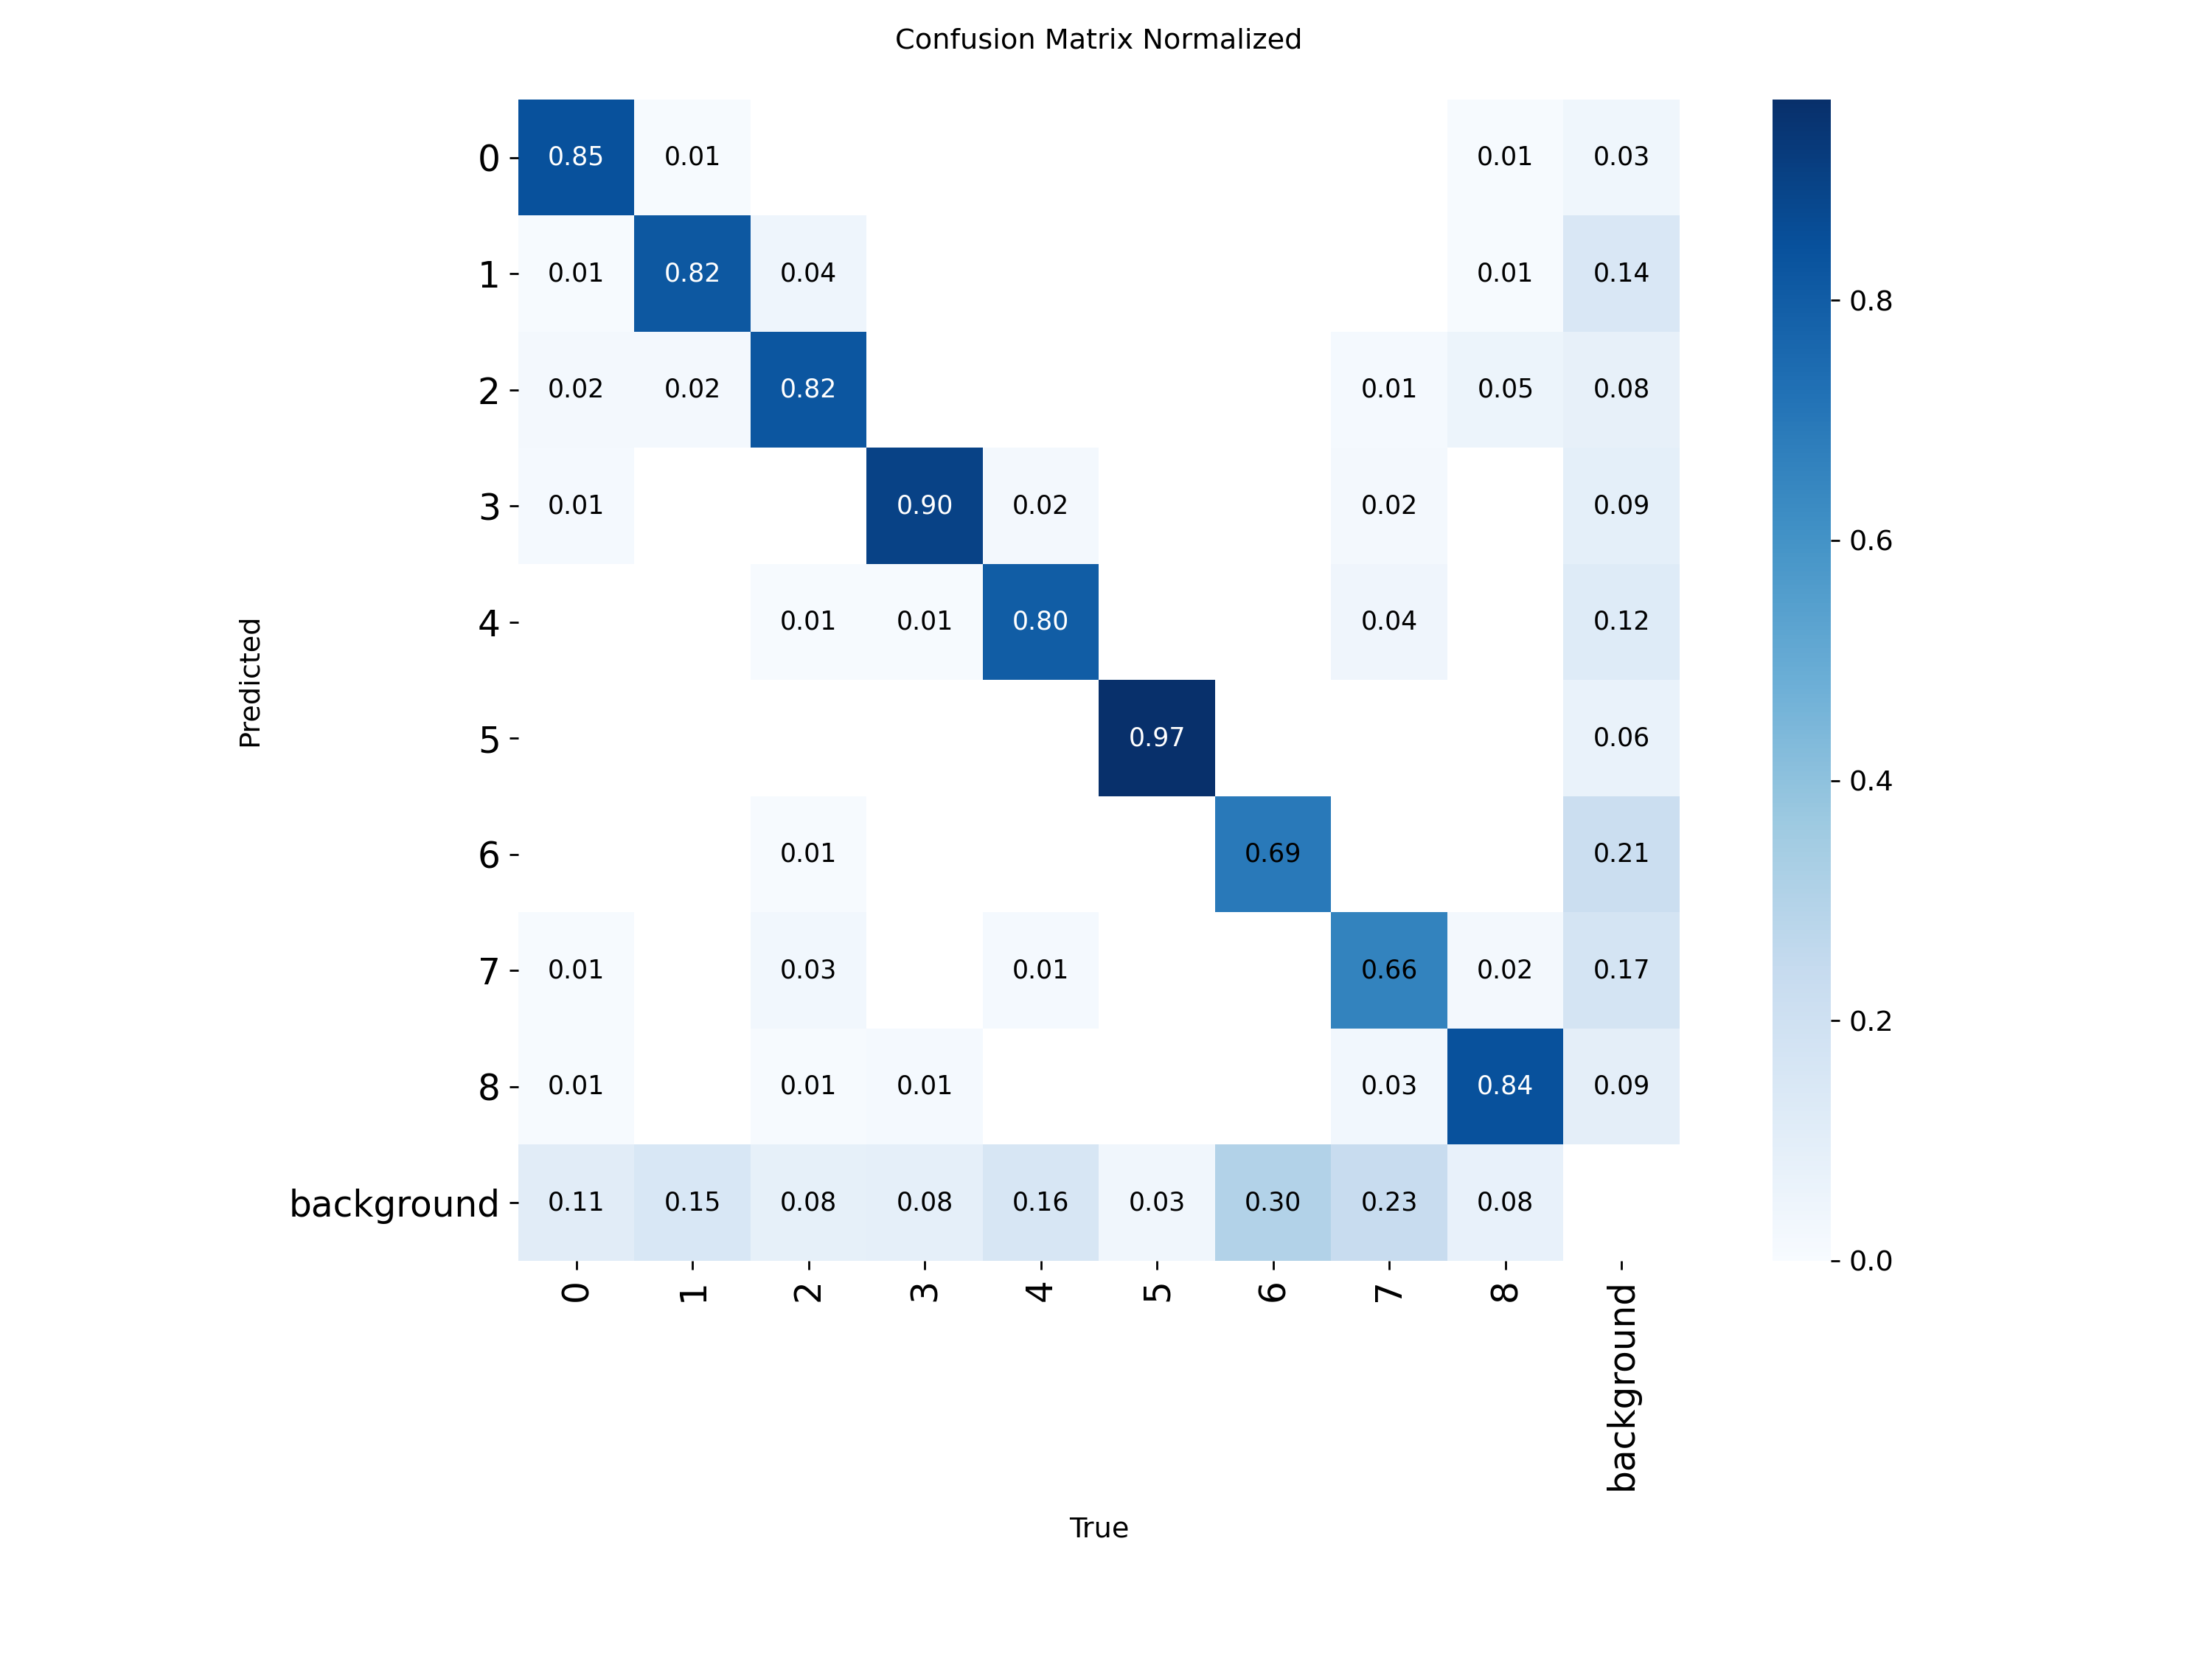 Confusion Matrix Normalized
0 0.85 0.01 0.01 0.03
1 0.01 0.82 0.04 0.01 0.14 0.8
2 0.02 0.02 0.82 0.01 0.05 0.08
3 0.01 0.90 0.02 0.02 0.09 0.6
4 0.01 0.01 0.80 0.04 0.12
Predicted
5 0.97 0.06 0.4
6 0.01 0.69 0.21
7 0.01 0.03 0.01 0.66 0.02 0.17 0.2
8 0.01 0.01 0.01 0.03 0.84 0.09
background 0.11 0.15 0.08 0.08 0.16 0.03 0.30 0.23 0.08 0.0
0 1 2 3 4 5 6 7 8 background
True